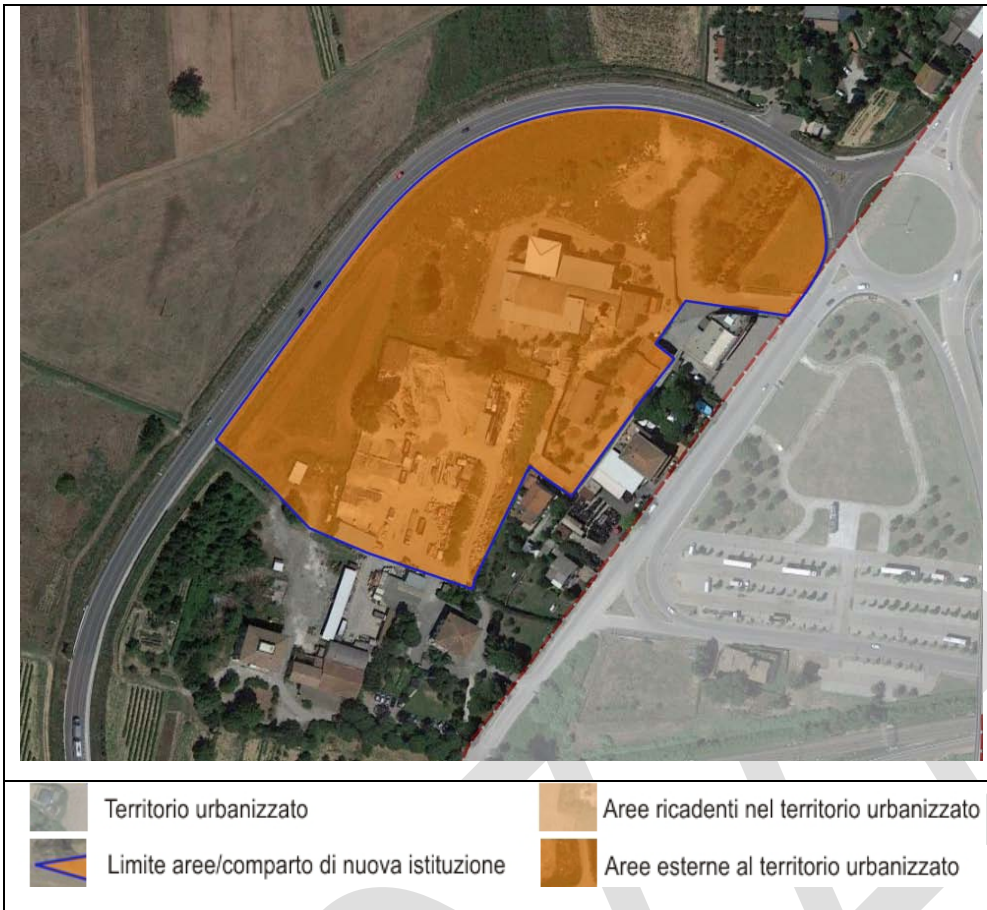 Territorio urbanizzato
Aree ricadenti nel territorio urbanizzato
Limite aree/comparto di nuova istituzione
Aree esterne al territorio urbanizzato